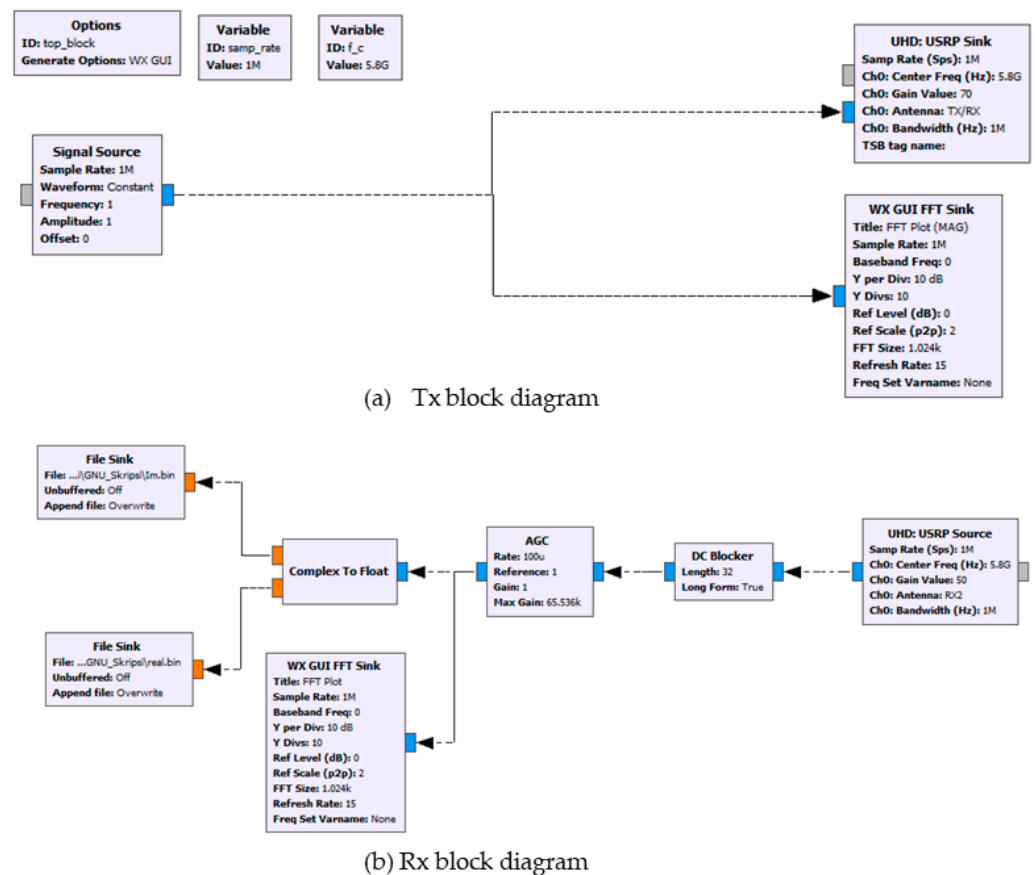 Options
ID: top_block
Generate Options: WX GUI
Variable
ID: samp_rate
Value: 1M
Variable
ID: f_c
Value: 5.8G
UHD: USRP Sink
Samp Rate (Sps): 1M
Ch0: Center Freq (Hz): 5.8G
Ch0: Gain Value: 70
Ch0: Antenna: TX/RX
Ch0: Bandwidth (Hz): 1M
TSB tag name:
Signal Source
Sample Rate: 1M
Waveform: Constant
Frequency: 1
Amplitude: 1
Offset: 0
WX GUI FFT Sink
Title: FFT Plot (MAG)
Sample Rate: 1M
Baseband Freq: 0
Y per Div: 10 dB
Y Divs: 10
Ref Level (dB): 0
Ref Scale (p2p): 2
FFT Size: 1.024k
Refresh Rate: 15
Freq Set Varname: None
(a) Tx block diagram
File Sink
File: ...i\GNU_Skripsi\Im.bin
Unbuffered: Off
Append file: Overwrite
Complex To Float
AGC
Rate: 100u
Reference: 1
Gain: 1
Max Gain: 65.536k
DC Blocker
Length: 32
Long Form: True
UHD: USRP Source
Samp Rate (Sps): 1M
Ch0: Center Freq (Hz): 5.8G
Ch0: Gain Value: 50
Ch0: Antenna: RX2
Ch0: Bandwidth (Hz): 1M
File Sink
File: ...GNU_Skripsi\real.bin
Unbuffered: Off
Append file: Overwrite
WX GUI FFT Sink
Title: FFT Plot
Sample Rate: 1M
Baseband Freq: 0
Y per Div: 10 dB
Y Divs: 10
Ref Level (dB): 0
Ref Scale (p2p): 2
FFT Size: 1.024k
Refresh Rate: 15
Freq Set Varname: None
(b) Rx block diagram